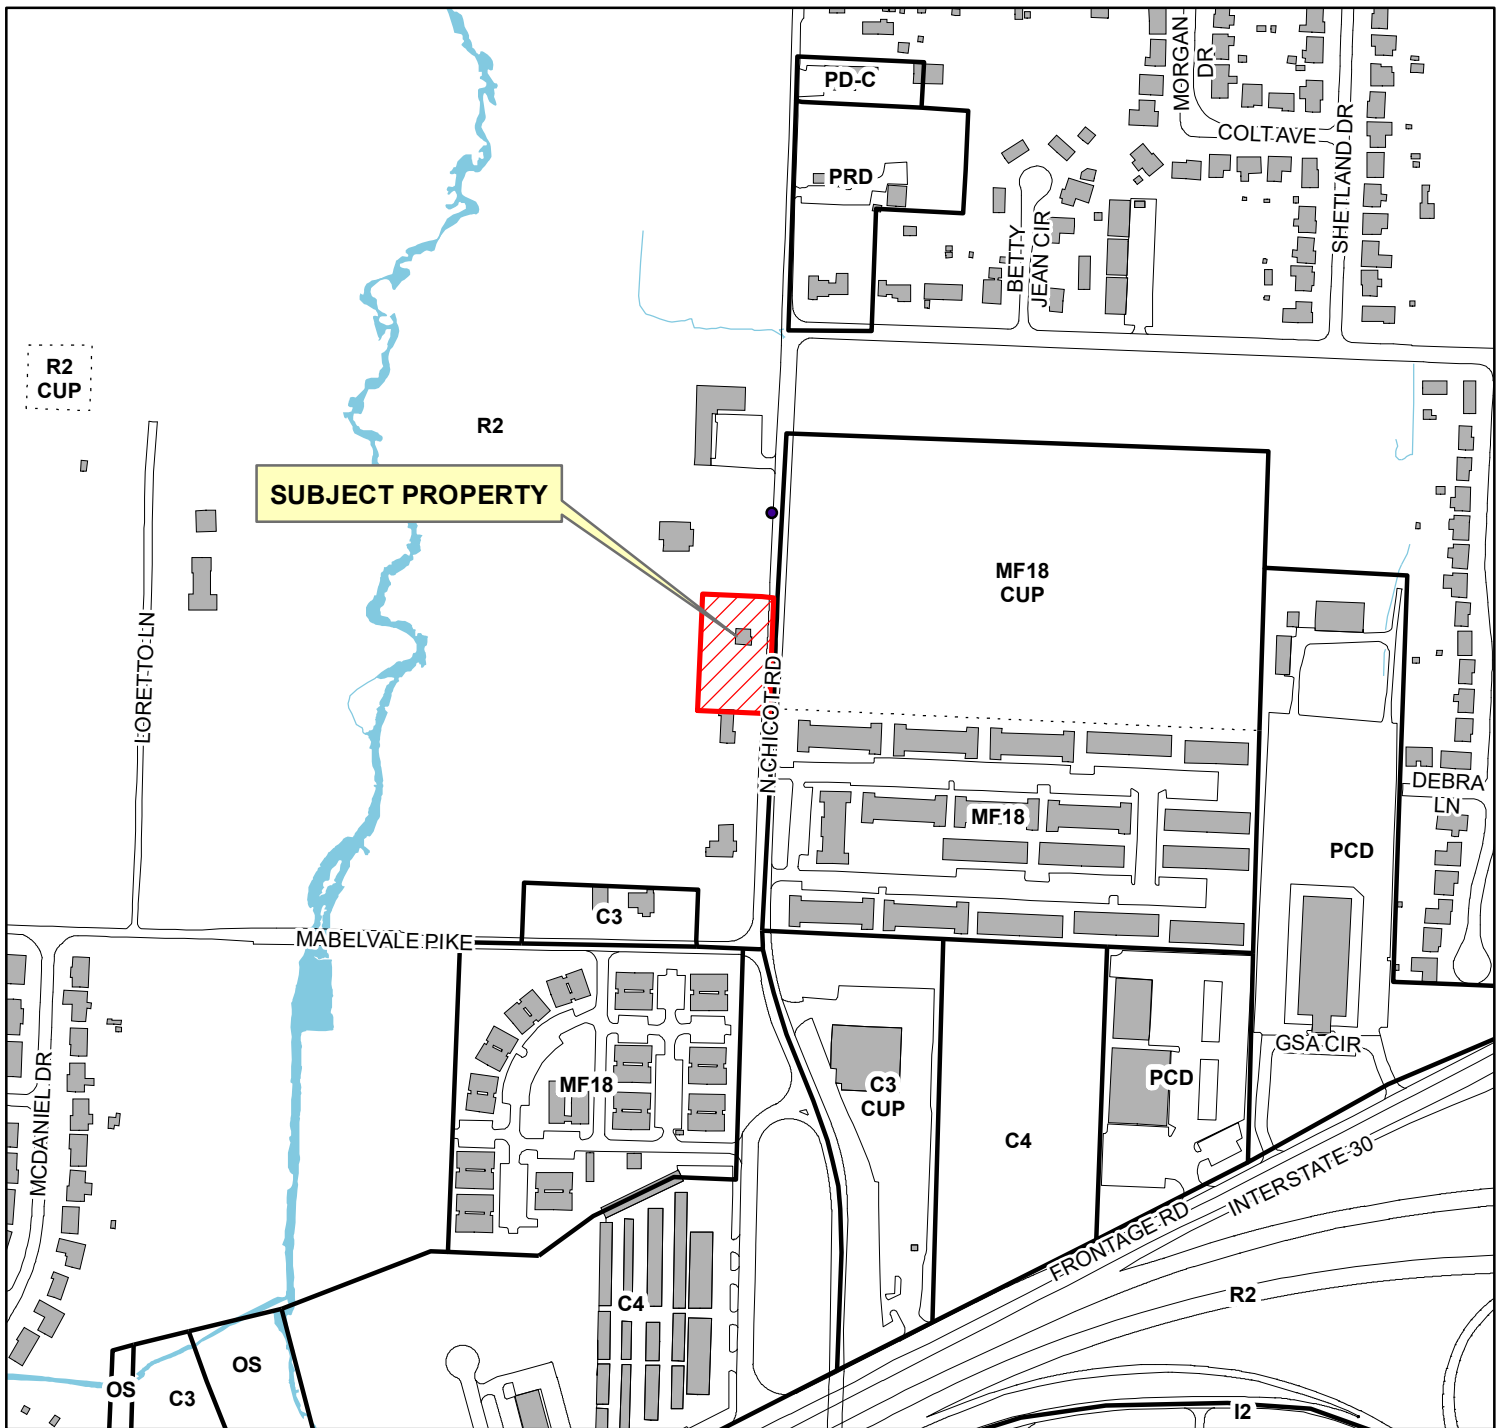 PD-C
MORGAN
DR
COLT AVE
SHETLAND DR
PRD
BETTY
JEAN CIR
R2
CUP
R2
SUBJECT PROPERTY
MF18
CUP
LORETTO LN
N CHICOT RD
MF18
DEBRA
LN
PCD
C3
MABELVALE PIKE
MCDANIEL DR
MF18
C3
CUP
PCD
GSA CIR
C4
FRONTAGE RD
INTERSTATE 30
R2
C4
OS
OS
C3
I2